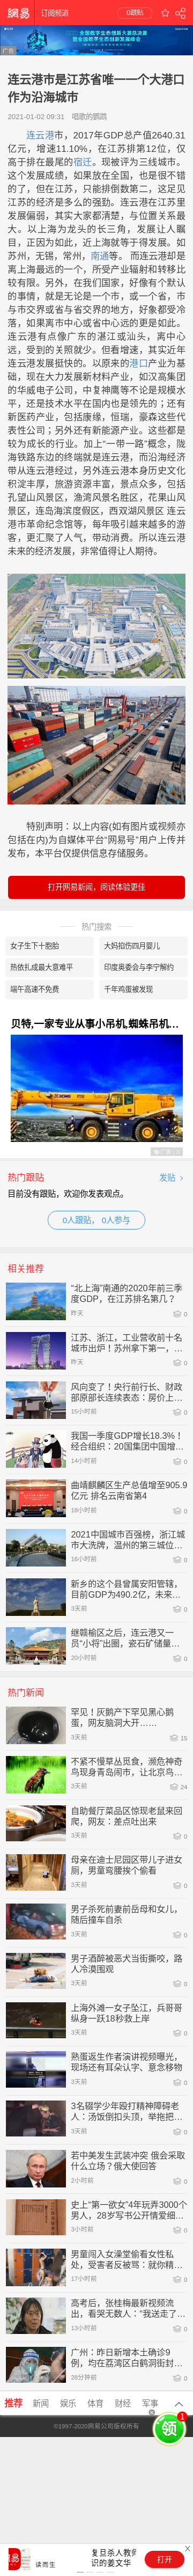 網易 订阅频道
0跟贴
广告
连云港市是江苏省唯一一个大港口
作为沿海城市
2021-01-02 09:31 唱歌的鹦鹉
连云港市，2017年GDP总产值2640.31
亿元，增速11.10%，在江苏排第12位，仅
高于排在最尾的宿迁。现被评为三线城市。
这个发展成绩，如果放在全国，已经很不错
的了，但在江苏，只能排倒数第二，这足见
江苏的经济是多么的强劲。连云港在江苏里
发展偏弱，其实大家都清楚，与位置关系最
大。以上海为龙头的长三角，发展让人眼
目，正因为如此，近上海就等于得发展。如
苏州，无锡，常州，南通等。 而连云港却是
离上海最远的一个，所受产业辐射和转移比
较有限。另外，在我们国家，好像有个默认
的事情，就是无论是一个市，或一个省，市
与市交界或省与省交界的地方，好像都受冷
落，如果离市中心或省中心远的更是如此。
连云港有点像广东的湛江或汕头，离中心
远，受到的关照就少。但看增速，其实近年
连云港发展挺快的。以原来的港口产业为基
础，现在大力发展新材料产业，如汉高集团
的华威电子公司，中复神鹰等不论是规模水
平，还是技术水平在国内也是领先的；还有
新医药产业，包括康缘，恒瑞，豪森这些代
表性公司；另外还有新能源产业。这些都是
较为成长的行业。加上“一带一路”概念，
海铁路东边的终端就是连云港，而沿海经济
带从连云港经过，另外连云港本身历史文化
积淀丰厚，旅游资源丰富，景点众多，包括
孔望山风景区，渔湾风景名胜区，花果山风
景区，连岛海滨度假区，西双湖风景区 连云
港市革命纪念馆等，每年吸引越来越多的游
客，更汇聚了人气，带动消费。所以连云港
未来的经济发展，非常值得让人期待。
特别声明：以上内容(如有图片或视频亦
包括在内)为自媒体平台“网易号”用户上传并
发布，本平台仅提供信息存储服务。
打开网易新闻，阅读体验更佳
热门搜索
女子生下十胞胎
大妈掐伤四月婴儿
热依扎成最大意难平
印度奥委会与李宁解约
端午高速不免费
千年鸡蛋被发现
贝特,一家专业从事小吊机,蜘蛛吊机…
广告
热门跟贴
发贴
目前没有跟贴，欢迎你发表观点。
0人跟贴， 0人参与
相关推荐
“北上海”南通的2020年前三季
度GDP，在江苏排名第几？
昨天
0
江苏、浙江，工业营收前十名
城市出炉！苏州拿下第一，…
昨天
0
风向变了！央行前行长、财政
部原部长连续表态：房价上…
15小时前
0
我国一季度GDP增长18.3%！
经合组织：20国集团中国增…
14小时前
0
曲靖麒麟区生产总值增至905.9
亿元 排名云南省第4
18小时前
0
2021中国城市百强榜，浙江城
市大洗牌，温州的第三城位…
16小时前
0
新乡的这个县曾属安阳管辖，
目前GDP为490.2亿，未来…
3天前
0
继赣榆区之后，连云港又一
员“小将”出圈，瓷石矿储量…
20小时前
0
热门新闻
罕见！灰鹅产下罕见黑心鹅
蛋，网友脑洞大开……
3天前
15
不紧不慢草丛觅食，濒危神奇
鸟现身青岛闹市，让北京鸟…
3天前
24
自助餐厅菜品区惊现老鼠来回
爬，网友：差点吐出来
3天前
0
母亲在迪士尼园区带儿子进女
厕，男童弯腰挨个偷看
3天前
0
男子杀死前妻前岳母和女儿，
随后撞车自杀
3天前
0
男子酒醉被恶犬当街撕咬，路
人冷漠围观
3天前
0
上海外滩一女子坠江，兵哥哥
纵身一跃18秒救上岸
3天前
0
熟蛋返生作者演讲视频曝光，
现场还有耳朵认字、意念移物
3天前
0
3名辍学少年殴打精神障碍老
人：汤饭倒扣头顶，举拖把…
3天前
0
若中美发生武装冲突 俄会采取
什么立场？俄大使回答
2小时前
0
史上“第一欲女”4年玩弄3000个
男人，28岁写书公开情爱细…
3小时前
0
男童闯入女澡堂偷看女性私
处，受害者反被骂：就你精…
17小时前
0
高考后，张桂梅最新视频流
出，看哭无数人：“我送走了…
13小时前
0
广州：昨日新增本土确诊9
例，均在荔湾区白鹤洞街封…
28分钟前
0
推荐 新闻 娱乐 体育 财经 军事
©1997-2020网易公司版权所有
领
1
读而生
复旦杀人教师
识的姜文华
打开